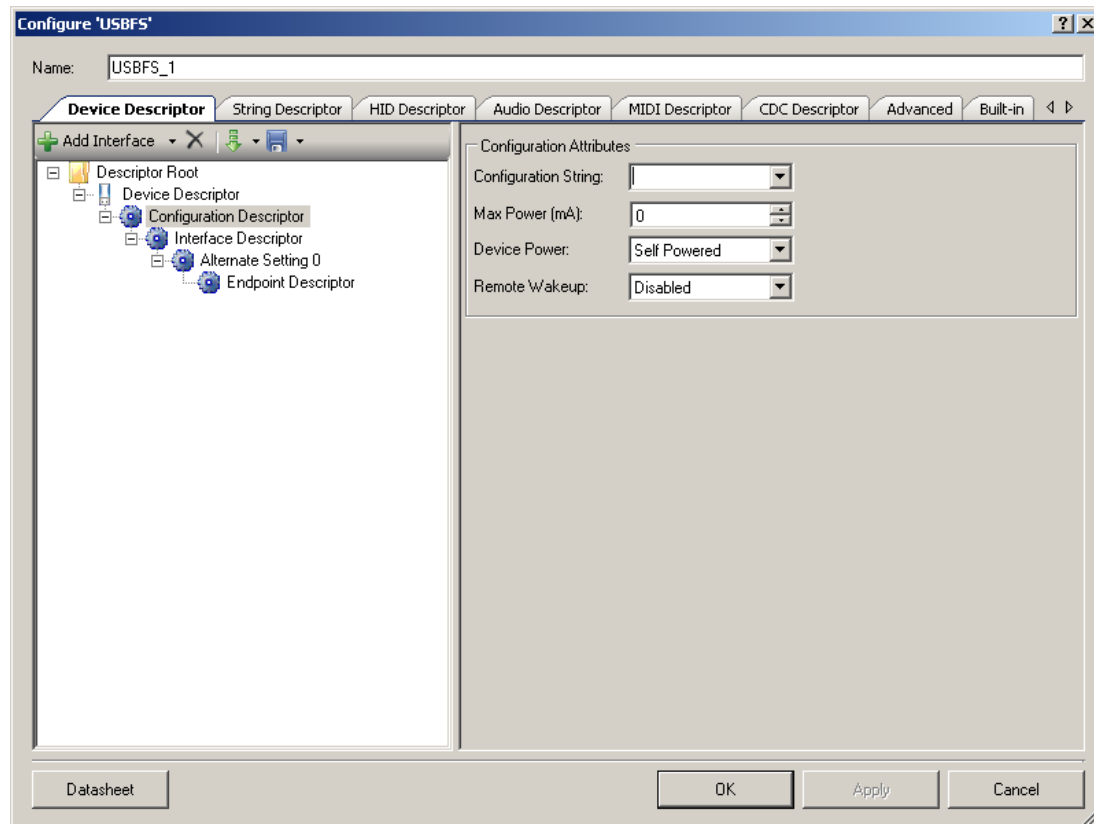 Configure 'USBFS'
Name: USBFS_1
Device Descriptor String Descriptor HID Descriptor Audio Descriptor MIDI Descriptor CDC Descriptor Advanced Built-in
Add Interface
Descriptor Root
Device Descriptor
Configuration Descriptor
Interface Descriptor
Alternate Setting 0
Endpoint Descriptor
Configuration Attributes
Configuration String:
Max Power (mA): 0
Device Power: Self Powered
Remote Wakeup: Disabled
Datasheet OK Apply Cancel